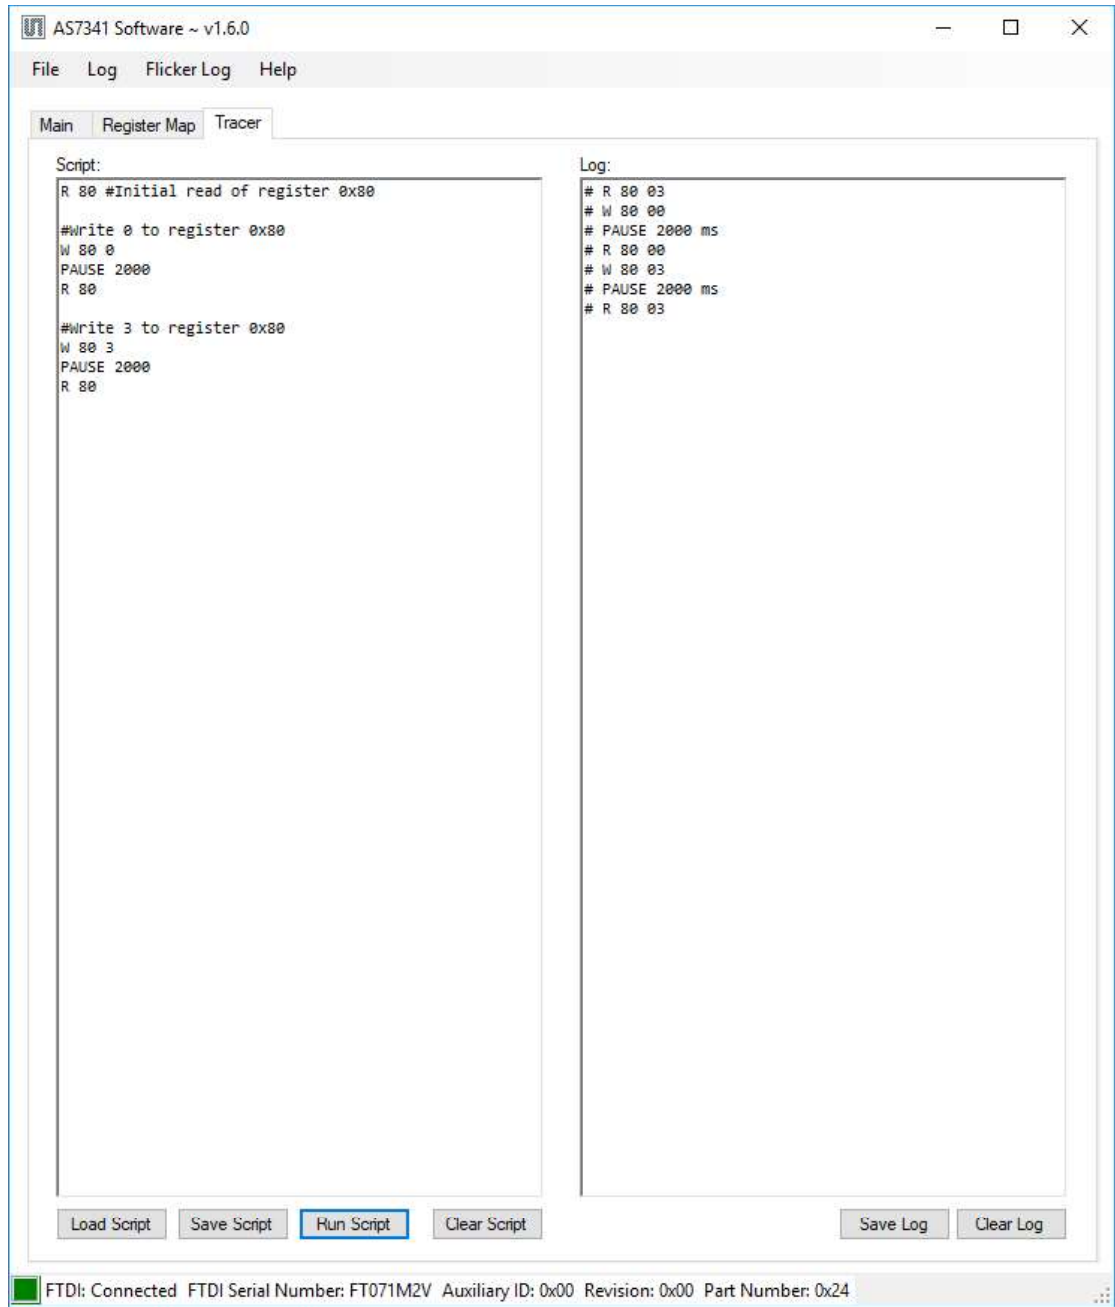 AS7341 Software ~ v1.6.0
File Log Flicker Log Help
Main Register Map Tracer
Script:
R 80 #Initial read of register 0x80
#Write 0 to register 0x80
W 80 0
PAUSE 2000
R 80
#Write 3 to register 0x80
W 80 3
PAUSE 2000
R 80
Log:
# R 80 03
# W 80 00
# PAUSE 2000 ms
# R 80 00
# W 80 03
# PAUSE 2000 ms
# R 80 03
Load Script Save Script Run Script Clear Script Save Log Clear Log
FTDI: Connected FTDI Serial Number: FT071M2V Auxiliary ID: 0x00 Revision: 0x00 Part Number: 0x24